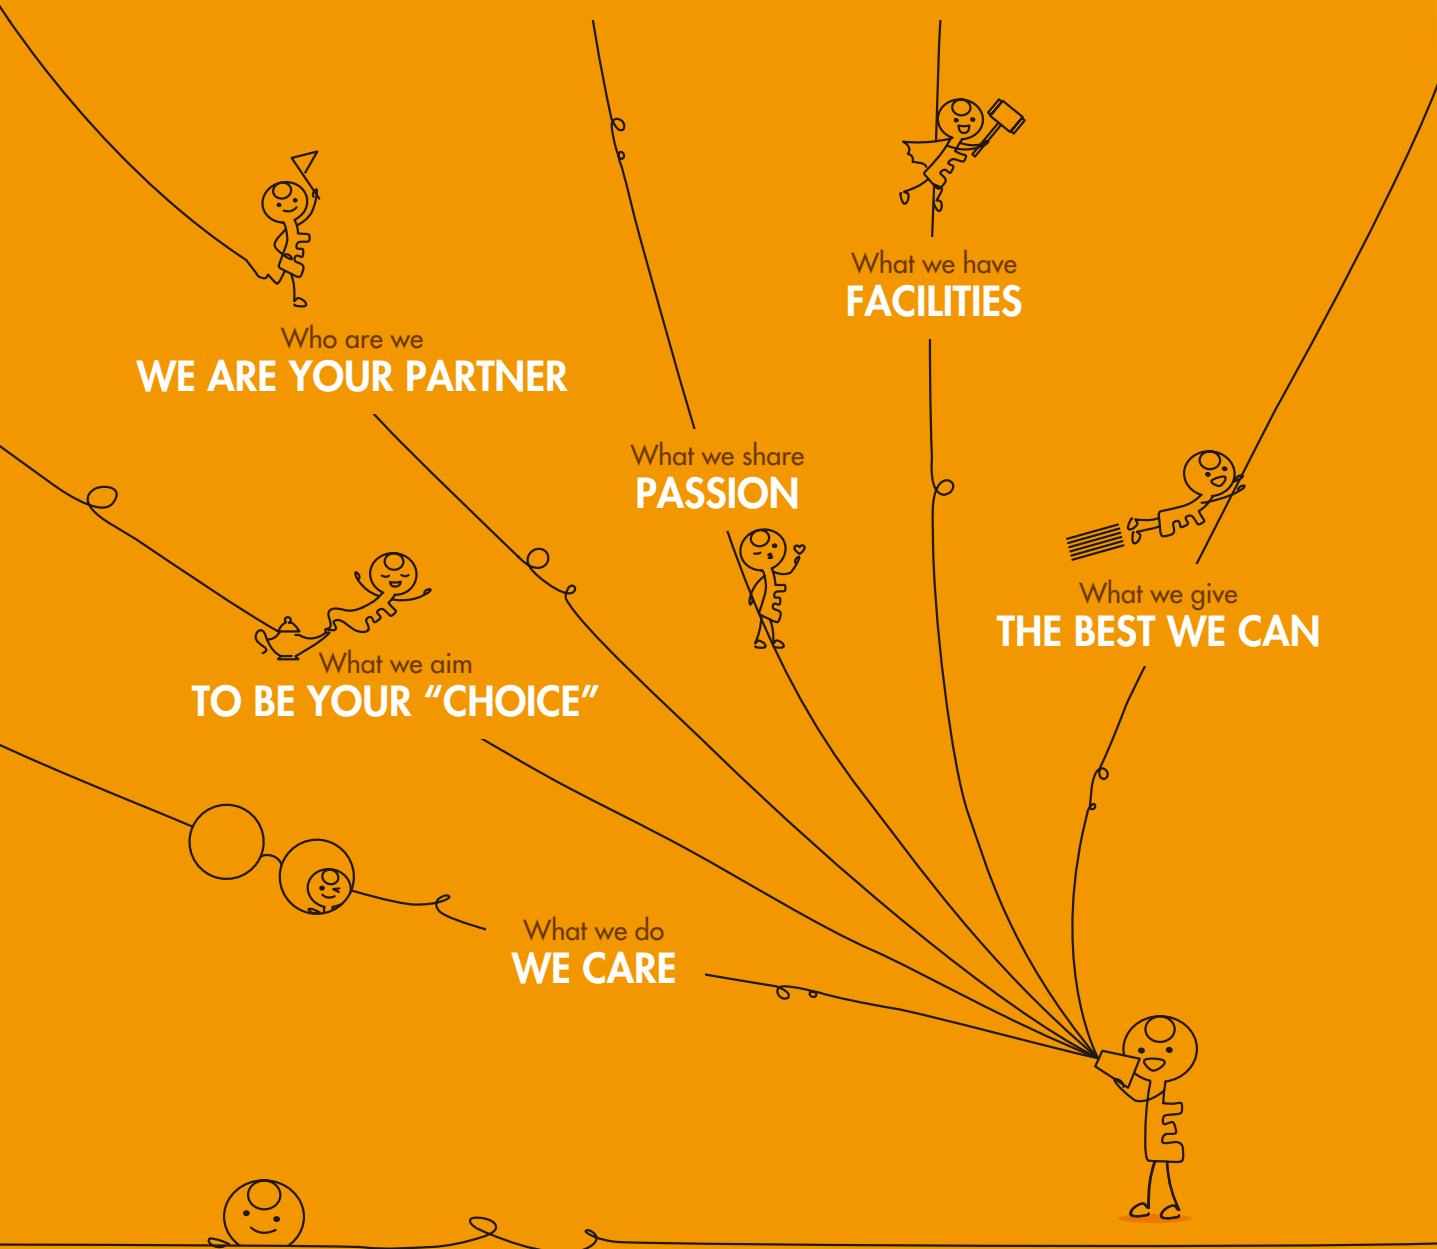 What we have
FACILITIES
Who are we
WE ARE YOUR PARTNER
What we share
PASSION
What we give
THE BEST WE CAN
What we aim
TO BE YOUR “CHOICE”
What we do
WE CARE